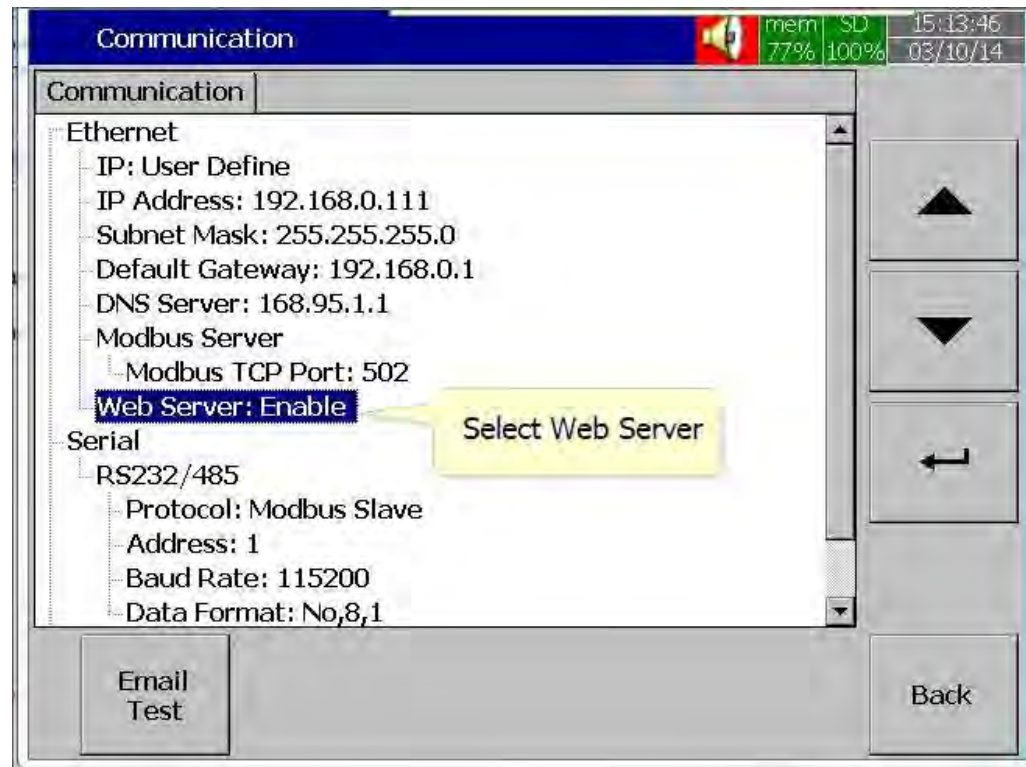 Communication
mem SD 15:13:46
77% 100% 03/10/14
Communication
Ethernet
IP: User Define
IP Address: 192.168.0.111
Subnet Mask: 255.255.255.0
Default Gateway: 192.168.0.1
DNS Server: 168.95.1.1
Modbus Server
Modbus TCP Port: 502
Web Server: Enable
Select Web Server
Serial
RS232/485
Protocol: Modbus Slave
Address: 1
Baud Rate: 115200
Data Format: No,8,1
Email
Test
Back